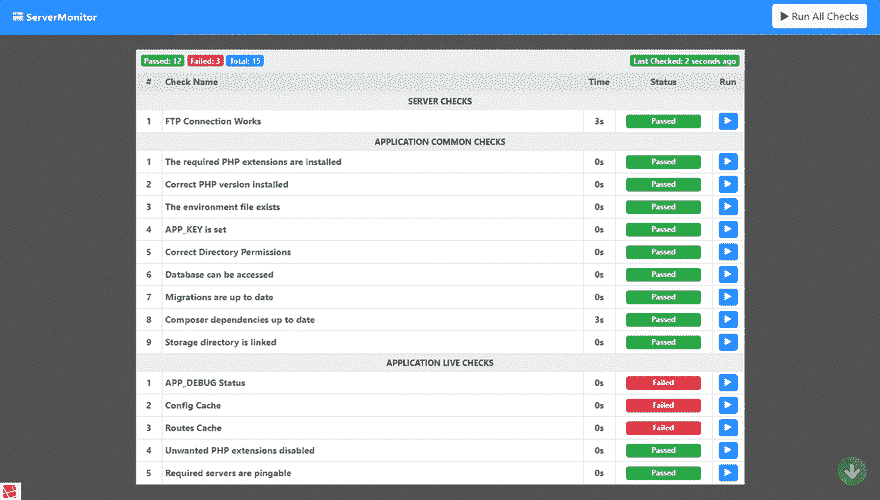 ServerMonitor
Run All Checks
Passed: 12 Failed: 3 Total: 15 Last Checked: 2 seconds ago
# Check Name Time Status Run
SERVER CHECKS
1 FTP Connection Works 3s Passed
APPLICATION COMMON CHECKS
1 The required PHP extensions are installed 0s Passed
2 Correct PHP version installed 0s Passed
3 The environment file exists 0s Passed
4 APP_KEY is set 0s Passed
5 Correct Directory Permissions 0s Passed
6 Database can be accessed 0s Passed
7 Migrations are up to date 0s Passed
8 Composer dependencies up to date 3s Passed
9 Storage directory is linked 0s Passed
APPLICATION LIVE CHECKS
1 APP_DEBUG Status 0s Failed
2 Config Cache 0s Failed
3 Routes Cache 0s Failed
4 Unwanted PHP extensions disabled 0s Passed
5 Required servers are pingable 0s Passed